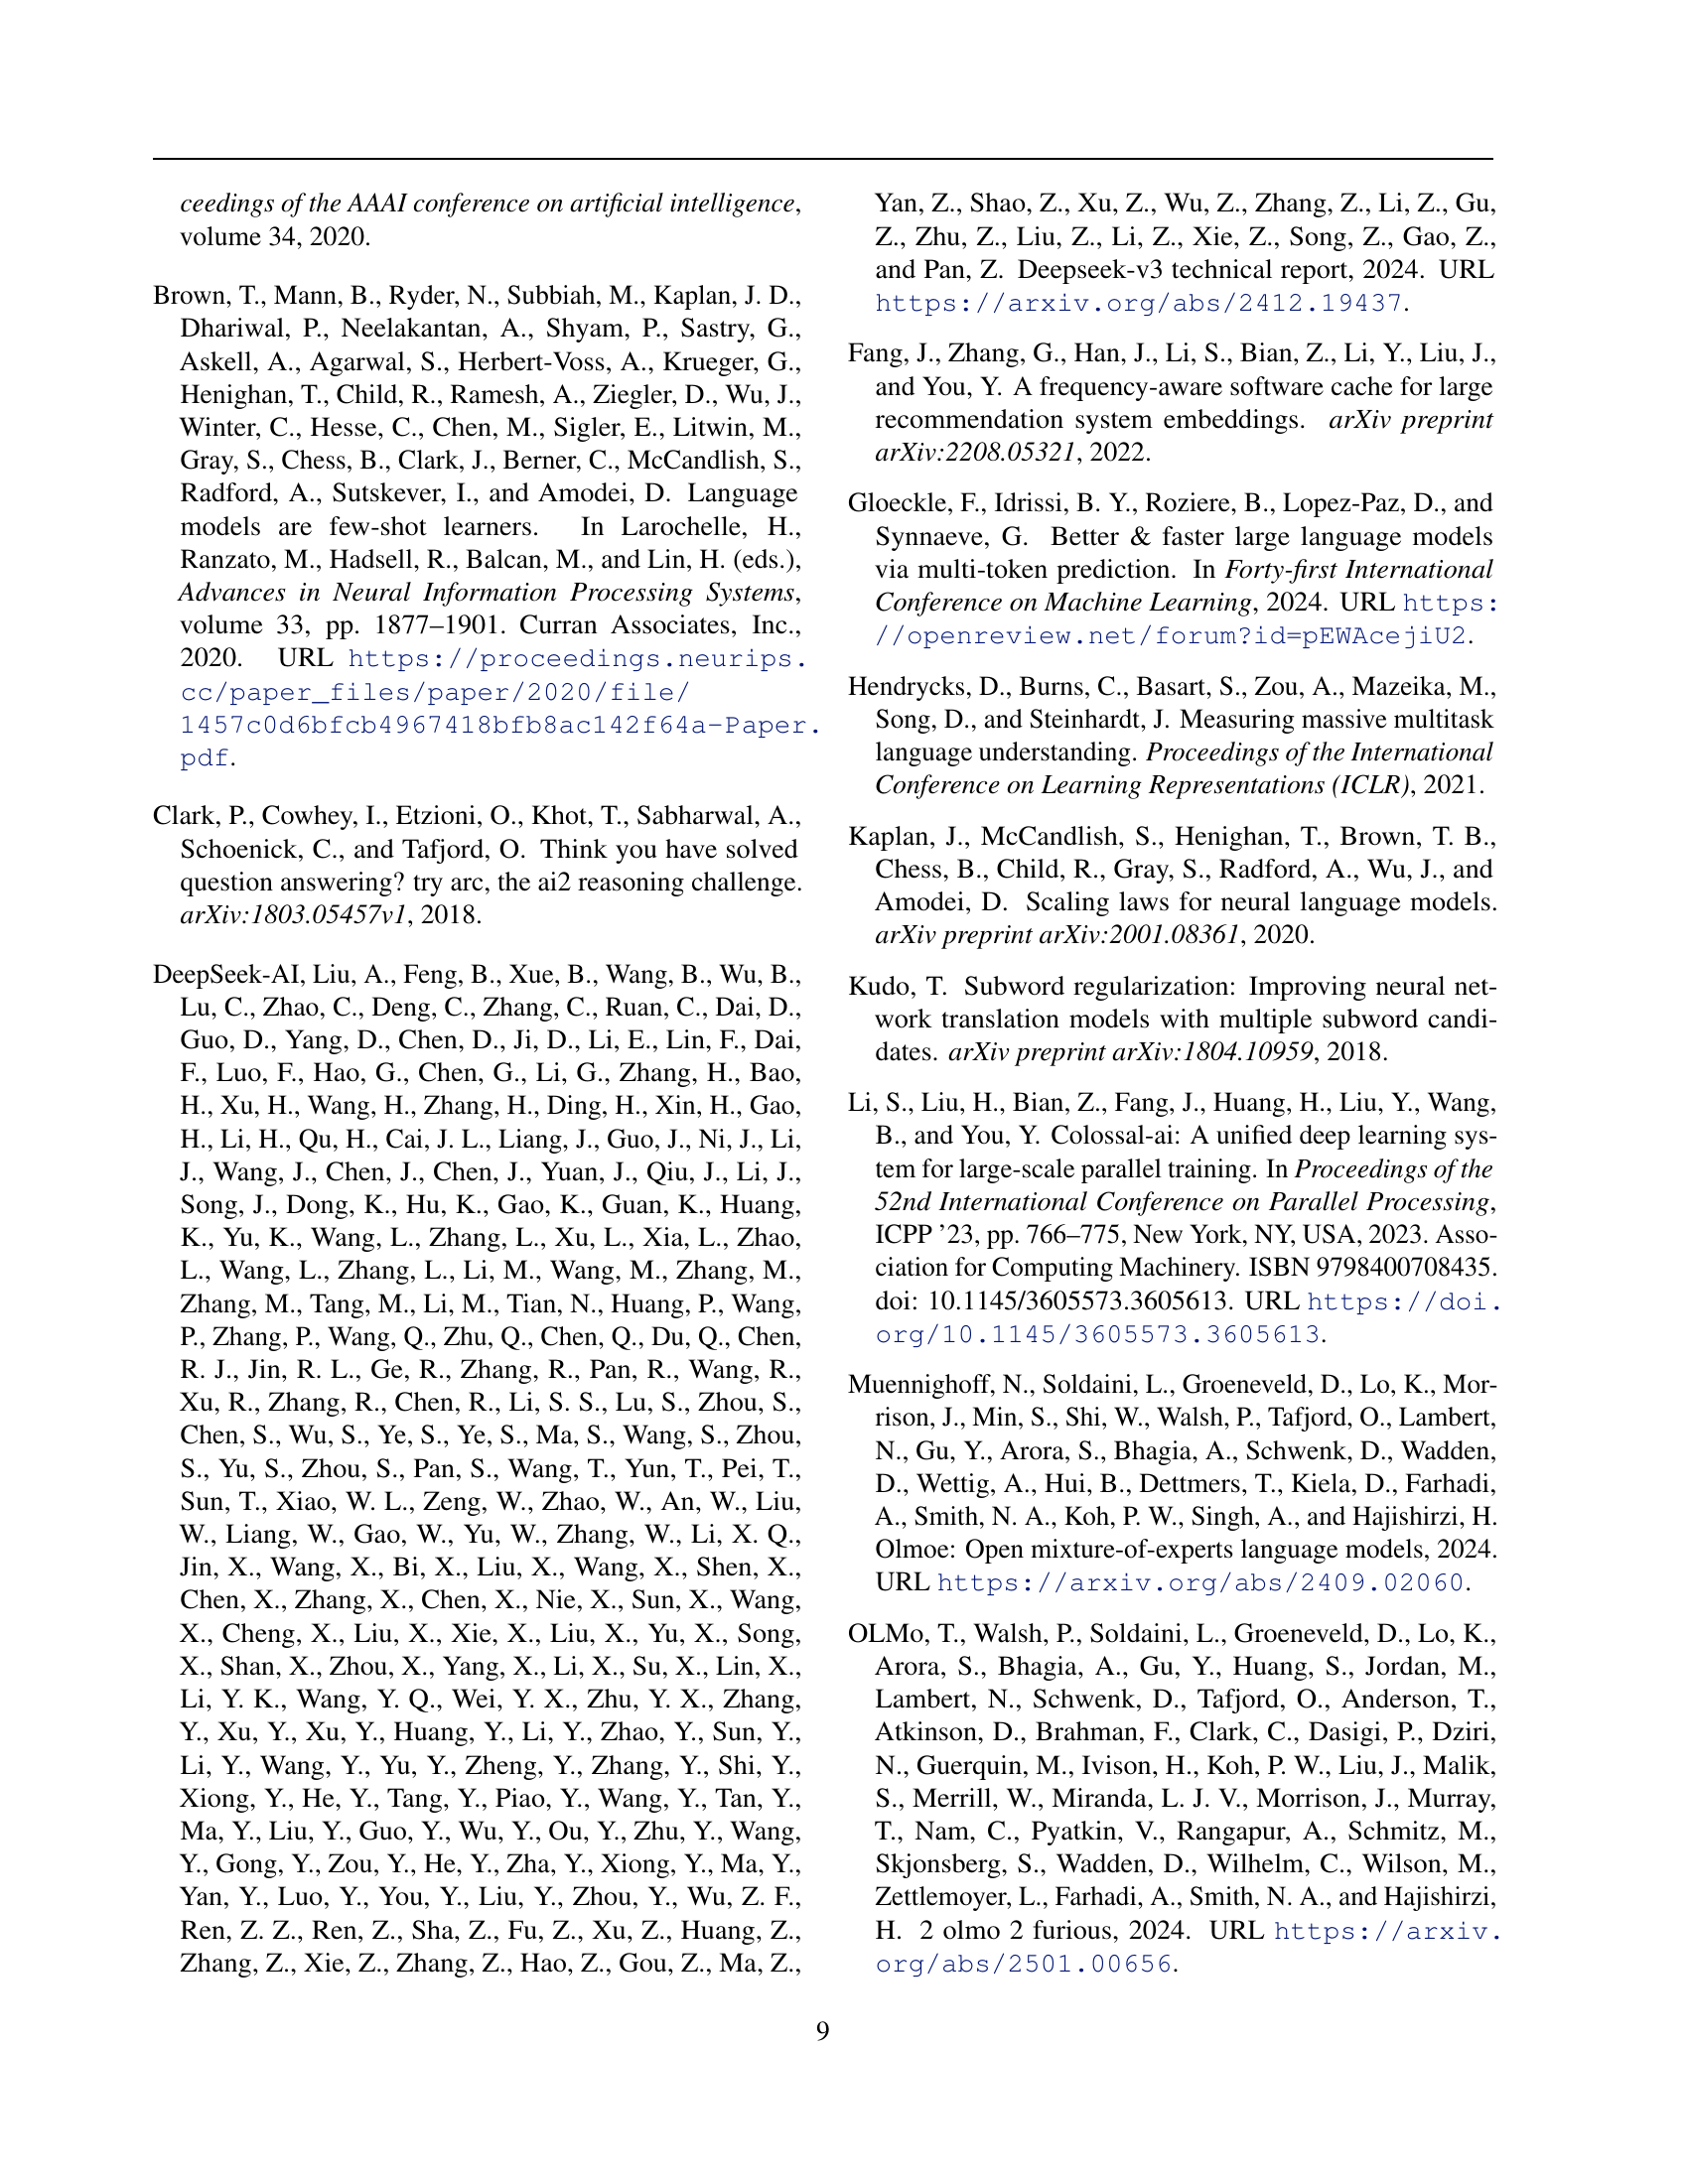 ceedings of the AAAI conference on artificial intelligence,
volume 34, 2020.
Brown, T., Mann, B., Ryder, N., Subbiah, M., Kaplan, J. D.,
Dhariwal, P., Neelakantan, A., Shyam, P., Sastry, G.,
Askell, A., Agarwal, S., Herbert-Voss, A., Krueger, G.,
Henighan, T., Child, R., Ramesh, A., Ziegler, D., Wu, J.,
Winter, C., Hesse, C., Chen, M., Sigler, E., Litwin, M.,
Gray, S., Chess, B., Clark, J., Berner, C., McCandlish, S.,
Radford, A., Sutskever, I., and Amodei, D. Language
models are few-shot learners. In Larochelle, H.,
Ranzato, M., Hadsell, R., Balcan, M., and Lin, H. (eds.),
Advances in Neural Information Processing Systems,
volume 33, pp. 1877–1901. Curran Associates, Inc.,
2020. URL https://proceedings.neurips.
cc/paper_files/paper/2020/file/
1457c0d6bfcb4967418bfb8ac142f64a-Paper.
pdf.
Clark, P., Cowhey, I., Etzioni, O., Khot, T., Sabharwal, A.,
Schoenick, C., and Tafjord, O. Think you have solved
question answering? try arc, the ai2 reasoning challenge.
arXiv:1803.05457v1, 2018.
DeepSeek-AI, Liu, A., Feng, B., Xue, B., Wang, B., Wu, B.,
Lu, C., Zhao, C., Deng, C., Zhang, C., Ruan, C., Dai, D.,
Guo, D., Yang, D., Chen, D., Ji, D., Li, E., Lin, F., Dai,
F., Luo, F., Hao, G., Chen, G., Li, G., Zhang, H., Bao,
H., Xu, H., Wang, H., Zhang, H., Ding, H., Xin, H., Gao,
H., Li, H., Qu, H., Cai, J. L., Liang, J., Guo, J., Ni, J., Li,
J., Wang, J., Chen, J., Chen, J., Yuan, J., Qiu, J., Li, J.,
Song, J., Dong, K., Hu, K., Gao, K., Guan, K., Huang,
K., Yu, K., Wang, L., Zhang, L., Xu, L., Xia, L., Zhao,
L., Wang, L., Zhang, L., Li, M., Wang, M., Zhang, M.,
Zhang, M., Tang, M., Li, M., Tian, N., Huang, P., Wang,
P., Zhang, P., Wang, Q., Zhu, Q., Chen, Q., Du, Q., Chen,
R. J., Jin, R. L., Ge, R., Zhang, R., Pan, R., Wang, R.,
Xu, R., Zhang, R., Chen, R., Li, S. S., Lu, S., Zhou, S.,
Chen, S., Wu, S., Ye, S., Ye, S., Ma, S., Wang, S., Zhou,
S., Yu, S., Zhou, S., Pan, S., Wang, T., Yun, T., Pei, T.,
Sun, T., Xiao, W. L., Zeng, W., Zhao, W., An, W., Liu,
W., Liang, W., Gao, W., Yu, W., Zhang, W., Li, X. Q.,
Jin, X., Wang, X., Bi, X., Liu, X., Wang, X., Shen, X.,
Chen, X., Zhang, X., Chen, X., Nie, X., Sun, X., Wang,
X., Cheng, X., Liu, X., Xie, X., Liu, X., Yu, X., Song,
X., Shan, X., Zhou, X., Yang, X., Li, X., Su, X., Lin, X.,
Li, Y. K., Wang, Y. Q., Wei, Y. X., Zhu, Y. X., Zhang,
Y., Xu, Y., Xu, Y., Huang, Y., Li, Y., Zhao, Y., Sun, Y.,
Li, Y., Wang, Y., Yu, Y., Zheng, Y., Zhang, Y., Shi, Y.,
Xiong, Y., He, Y., Tang, Y., Piao, Y., Wang, Y., Tan, Y.,
Ma, Y., Liu, Y., Guo, Y., Wu, Y., Ou, Y., Zhu, Y., Wang,
Y., Gong, Y., Zou, Y., He, Y., Zha, Y., Xiong, Y., Ma, Y.,
Yan, Y., Luo, Y., You, Y., Liu, Y., Zhou, Y., Wu, Z. F.,
Ren, Z. Z., Ren, Z., Sha, Z., Fu, Z., Xu, Z., Huang, Z.,
Zhang, Z., Xie, Z., Zhang, Z., Hao, Z., Gou, Z., Ma, Z.,
Yan, Z., Shao, Z., Xu, Z., Wu, Z., Zhang, Z., Li, Z., Gu,
Z., Zhu, Z., Liu, Z., Li, Z., Xie, Z., Song, Z., Gao, Z.,
and Pan, Z. Deepseek-v3 technical report, 2024. URL
https://arxiv.org/abs/2412.19437.
Fang, J., Zhang, G., Han, J., Li, S., Bian, Z., Li, Y., Liu, J.,
and You, Y. A frequency-aware software cache for large
recommendation system embeddings. arXiv preprint
arXiv:2208.05321, 2022.
Gloeckle, F., Idrissi, B. Y., Roziere, B., Lopez-Paz, D., and
Synnaeve, G. Better & faster large language models
via multi-token prediction. In Forty-first International
Conference on Machine Learning, 2024. URL https:
//openreview.net/forum?id=pEWAcejiU2.
Hendrycks, D., Burns, C., Basart, S., Zou, A., Mazeika, M.,
Song, D., and Steinhardt, J. Measuring massive multitask
language understanding. Proceedings of the International
Conference on Learning Representations (ICLR), 2021.
Kaplan, J., McCandlish, S., Henighan, T., Brown, T. B.,
Chess, B., Child, R., Gray, S., Radford, A., Wu, J., and
Amodei, D. Scaling laws for neural language models.
arXiv preprint arXiv:2001.08361, 2020.
Kudo, T. Subword regularization: Improving neural net-
work translation models with multiple subword candi-
dates. arXiv preprint arXiv:1804.10959, 2018.
Li, S., Liu, H., Bian, Z., Fang, J., Huang, H., Liu, Y., Wang,
B., and You, Y. Colossal-ai: A unified deep learning sys-
tem for large-scale parallel training. In Proceedings of the
52nd International Conference on Parallel Processing,
ICPP ’23, pp. 766–775, New York, NY, USA, 2023. Asso-
ciation for Computing Machinery. ISBN 9798400708435.
doi: 10.1145/3605573.3605613. URL https://doi.
org/10.1145/3605573.3605613.
Muennighoff, N., Soldaini, L., Groeneveld, D., Lo, K., Mor-
rison, J., Min, S., Shi, W., Walsh, P., Tafjord, O., Lambert,
N., Gu, Y., Arora, S., Bhagia, A., Schwenk, D., Wadden,
D., Wettig, A., Hui, B., Dettmers, T., Kiela, D., Farhadi,
A., Smith, N. A., Koh, P. W., Singh, A., and Hajishirzi, H.
Olmoe: Open mixture-of-experts language models, 2024.
URL https://arxiv.org/abs/2409.02060.
OLMo, T., Walsh, P., Soldaini, L., Groeneveld, D., Lo, K.,
Arora, S., Bhagia, A., Gu, Y., Huang, S., Jordan, M.,
Lambert, N., Schwenk, D., Tafjord, O., Anderson, T.,
Atkinson, D., Brahman, F., Clark, C., Dasigi, P., Dziri,
N., Guerquin, M., Ivison, H., Koh, P. W., Liu, J., Malik,
S., Merrill, W., Miranda, L. J. V., Morrison, J., Murray,
T., Nam, C., Pyatkin, V., Rangapur, A., Schmitz, M.,
Skjonsberg, S., Wadden, D., Wilhelm, C., Wilson, M.,
Zettlemoyer, L., Farhadi, A., Smith, N. A., and Hajishirzi,
H. 2 olmo 2 furious, 2024. URL https://arxiv.
org/abs/2501.00656.
9